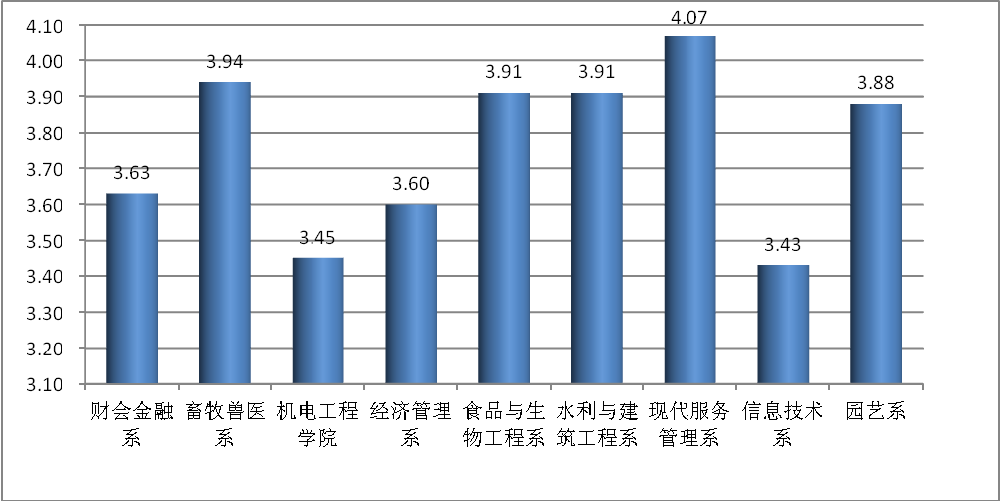 4.10
4.00
3.90
3.80
3.70
3.60
3.50
3.40
3.30
3.20
3.10
3.63
3.94
3.45
3.60
3.91
3.91
4.07
3.43
3.88
财会金融
系
畜牧兽医
系
机电工程
学院
经济管理
系
食品与生
物工程系
水利与建
筑工程系
现代服务
管理系
信息技术
系
园艺系